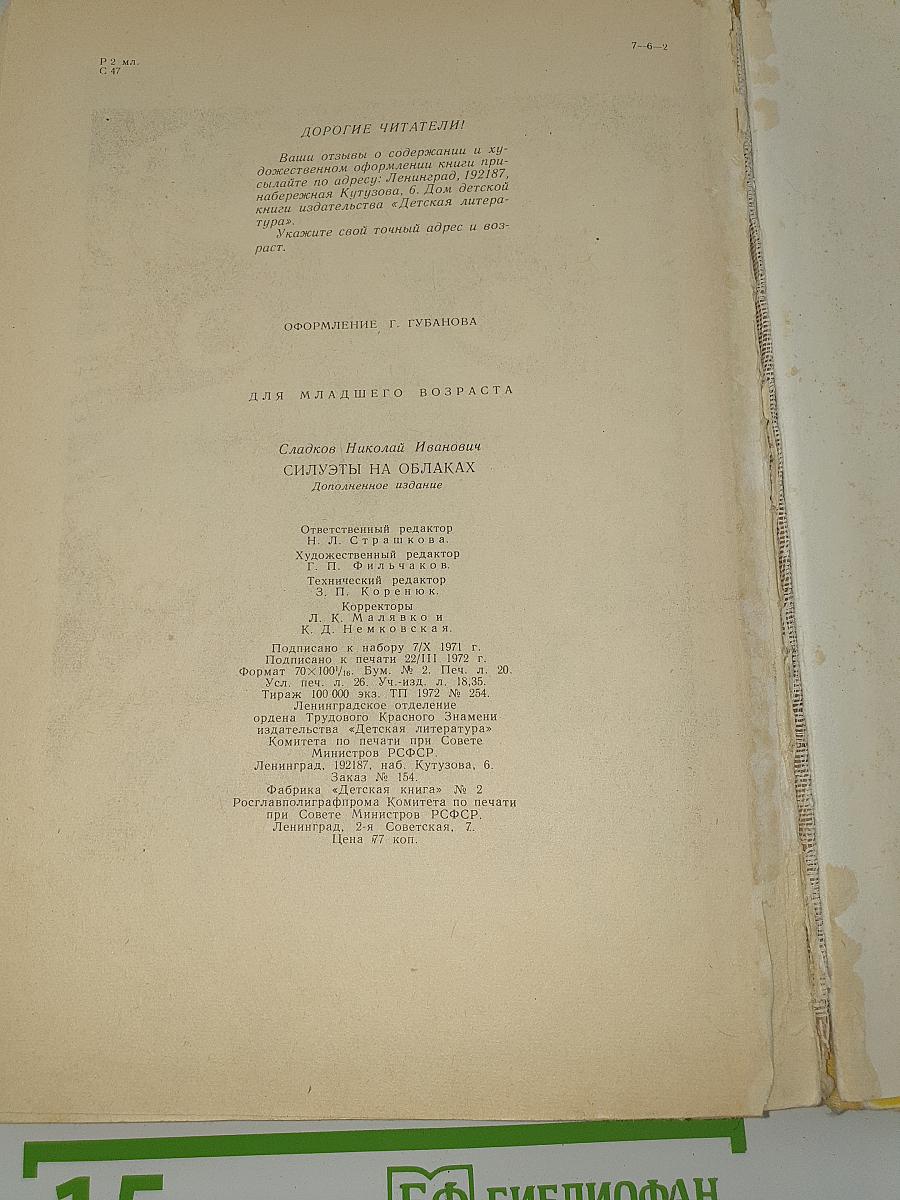 Р 2 мл.
С 47
7—6—2
ДОРОГИЕ ЧИТАТЕЛИ!
Ваши отзывы о содержании и ху-
дожественном оформлении книги при-
сылайте по адресу: Ленинград, 192187,
набережная Кутузова, 6. Дом детской
книги издательства «Детская литера-
тура».
Укажите свой точный адрес и воз-
раст.
ОФОРМЛЕНИЕ Г. ГУБАНОВА
ДЛЯ МЛАДШЕГО ВОЗРАСТА
Сладков Николай Иванович
СИЛУЭТЫ НА ОБЛАКАХ
Дополненное издание
Ответственный редактор
Н. Л. Страшкова.
Художественный редактор
Г. П. Фильчаков.
Технический редактор
З. П. Коренюк.
Корректоры
Л. К. Малявко и
К. Д. Немковская.
Подписано к набору 7/X 1971 г.
Подписано к печати 22/III 1972 г.
Формат 70×100¹/₁₆. Бум. № 2. Печ. л. 20.
Усл. печ. л. 26. Уч.-изд. л. 18,35.
Тираж 100 000 экз. ТП 1972 № 254.
Ленинградское отделение
ордена Трудового Красного Знамени
издательства «Детская литература»
Комитета по печати при Совете
Министров РСФСР.
Ленинград, 192187, наб. Кутузова, 6.
Заказ № 154.
Фабрика «Детская книга» № 2
Росглавполиграфпрома Комитета по печати
при Совете Министров РСФСР.
Ленинград, 2-я Советская, 7.
Цена 77 коп.
15
БФ БИБЛИОФАН